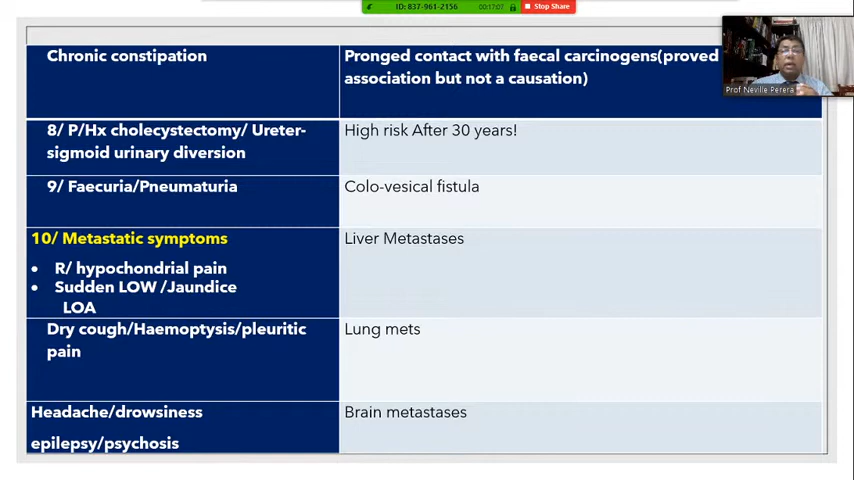 ID: 837-961-2156
00:17:07
Stop Share
Chronic constipation
Pronged contact with faecal carcinogens(proved
association but not a causation)
Prof Neville Perera
8/ P/Hx cholecystectomy/ Ureter-
sigmoid urinary diversion
High risk After 30 years!
9/ Faecuria/Pneumaturia
Colo-vesical fistula
10/ Metastatic symptoms
• R/ hypochondrial pain
• Sudden LOW /Jaundice
LOA
Liver Metastases
Dry cough/Haemoptysis/pleuritic
pain
Lung mets
Headache/drowsiness
epilepsy/psychosis
Brain metastases